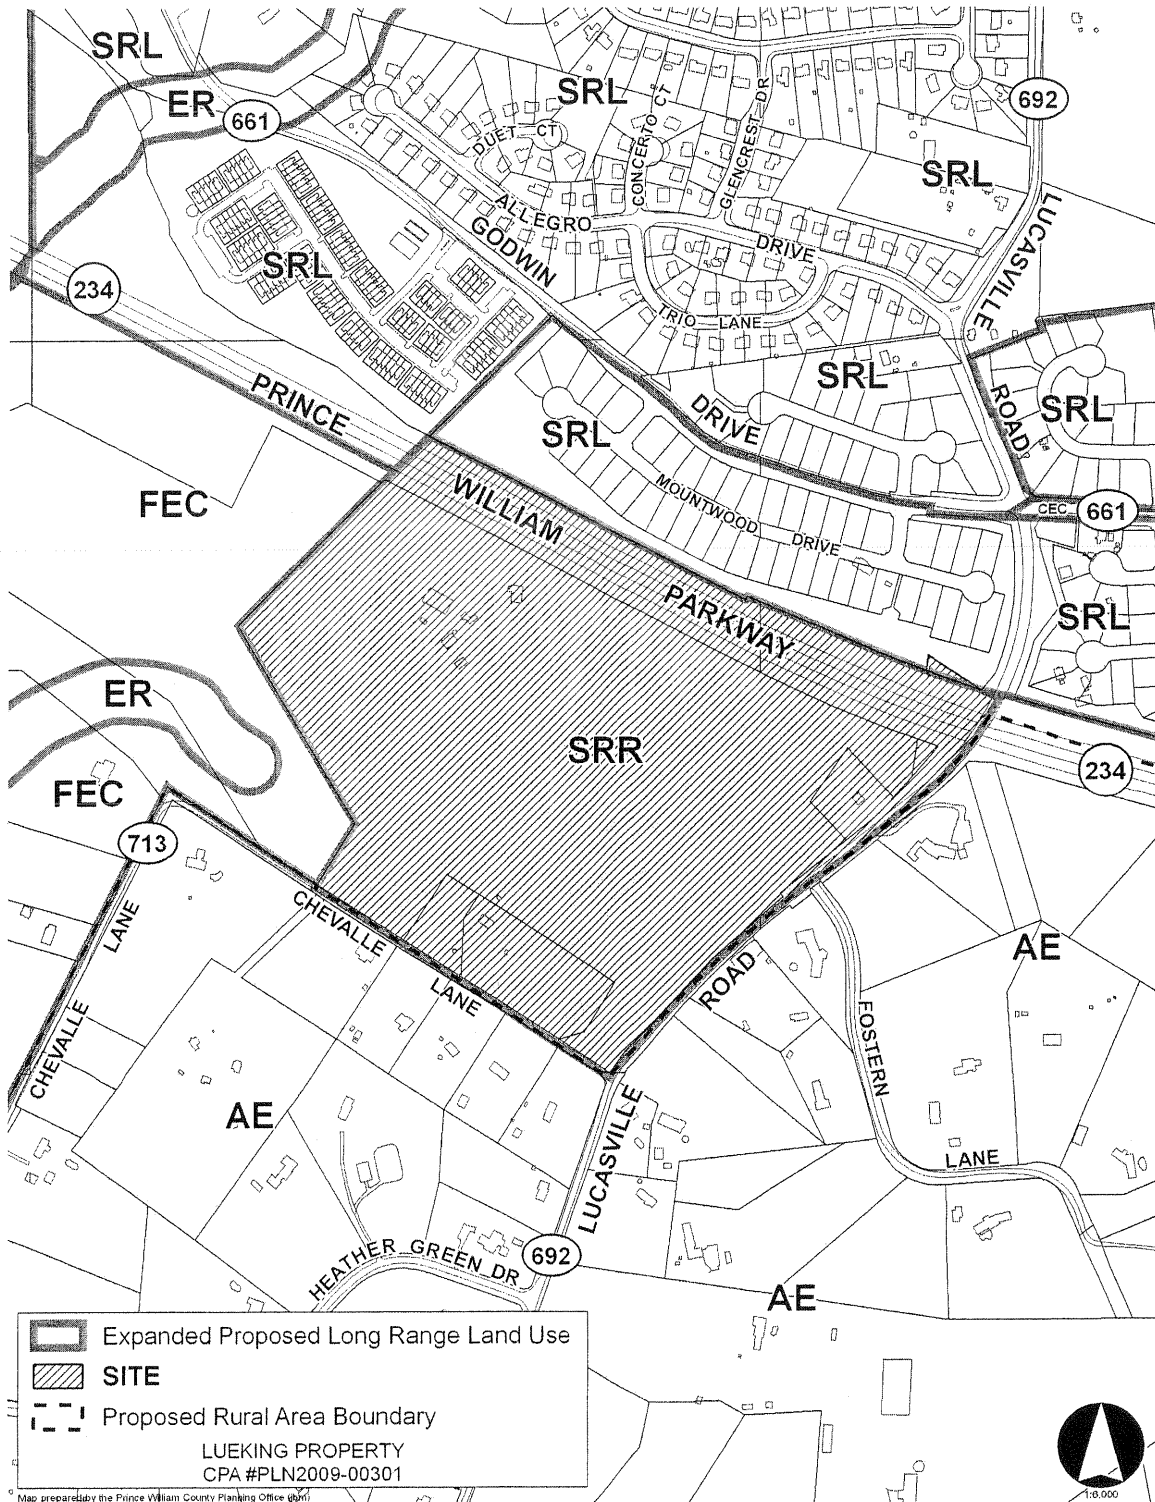 SRL
ER
661
SRL
692
DUET CT
CONCERTO CT
GLENCREST DR
SRL
ALLEGRO
DRIVE
GODWIN
LUCASVILLE
SRL
234
TRIO LANE
PRINCE
SRL
DRIVE
SRL
ROAD
SRL
FEC
WILLIAM
MOUNTWOOD
DRIVE
CEC
661
PARKWAY
SRL
ER
SRR
234
FEC
713
CHEVALLE
LANE
LANE
CHEVALLE
ROAD
AE
FOSTERN
LANE
AE
LUCASVILLE
692
HEATHER GREEN DR
AE
Expanded Proposed Long Range Land Use
SITE
Proposed Rural Area Boundary
LUEKING PROPERTY
CPA #PLN2009-00301
Map prepared by the Prince William County Planning Office
1:6,000